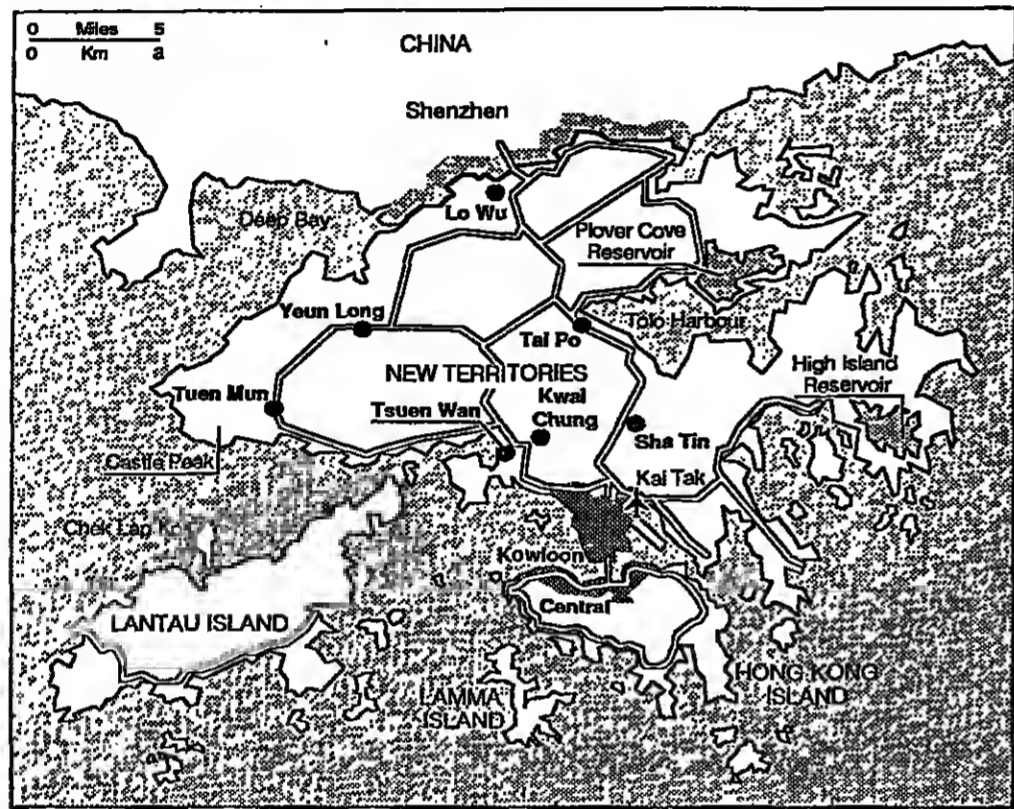 0 Miles 5
0 Km a
CHINA
Shenzhen
Deep Bay
Lo Wu
Plover Cove
Reservoir
Yeun Long
Tai Po
Tolo Harbour
NEW TERRITORIES
High Island
Reservoir
Tuen Mun
Tsuen Wan
Kwai
Chung
Sha Tin
Castle Peak
Kai Tak
Chek Lap Kok
Kowloon
Central
LANTAU ISLAND
LAMMA
ISLAND
HONG KONG
ISLAND